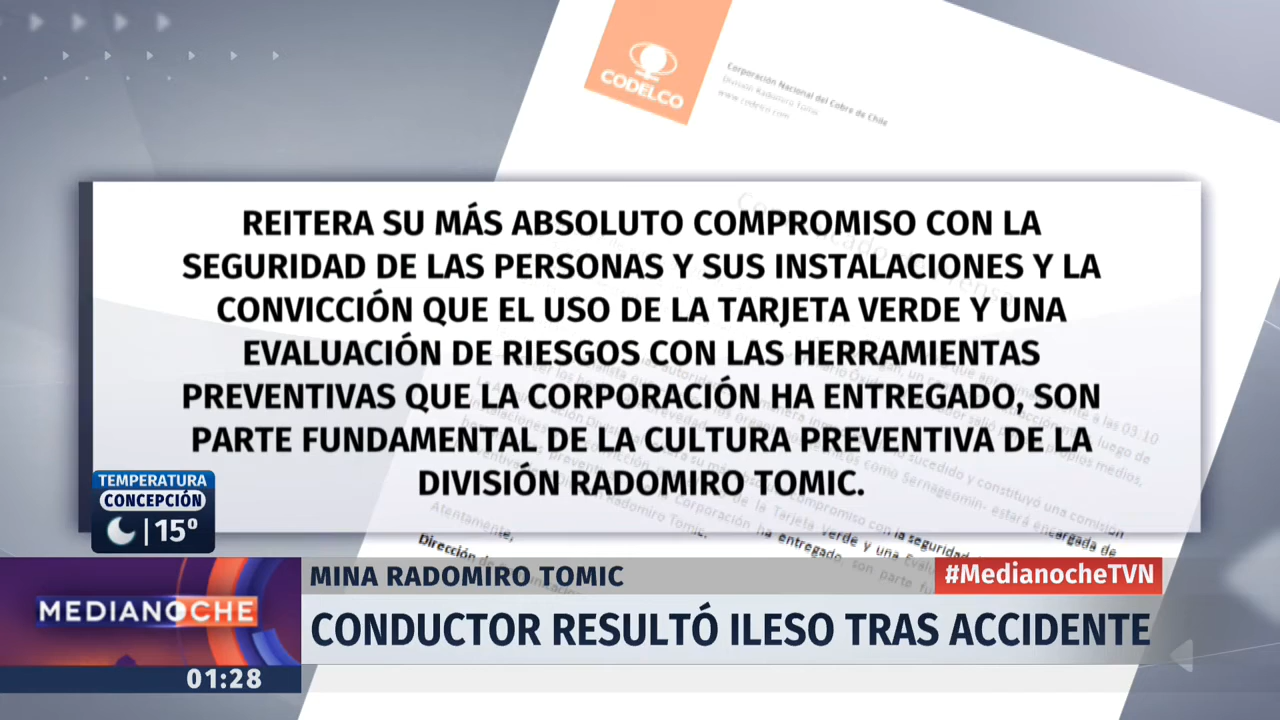 CODELCO
Corporación Nacional del Cobre de Chile
División Radomiro Tomic
www.codelco.com
REITERA SU MÁS ABSOLUTO COMPROMISO CON LA
SEGURIDAD DE LAS PERSONAS Y SUS INSTALACIONES Y LA
CONVICCIÓN QUE EL USO DE LA TARJETA VERDE Y UNA
EVALUACIÓN DE RIESGOS CON LAS HERRAMIENTAS
PREVENTIVAS QUE LA CORPORACIÓN HA ENTREGADO, SON
PARTE FUNDAMENTAL DE LA CULTURA PREVENTIVA DE LA
DIVISIÓN RADOMIRO TOMIC.
Atentamente,
TEMPERATURA
CONCEPCIÓN
15º
MINA RADOMIRO TOMIC
#MedianocheTVN
MEDIANOCHE
CONDUCTOR RESULTÓ ILESO TRAS ACCIDENTE
01:28